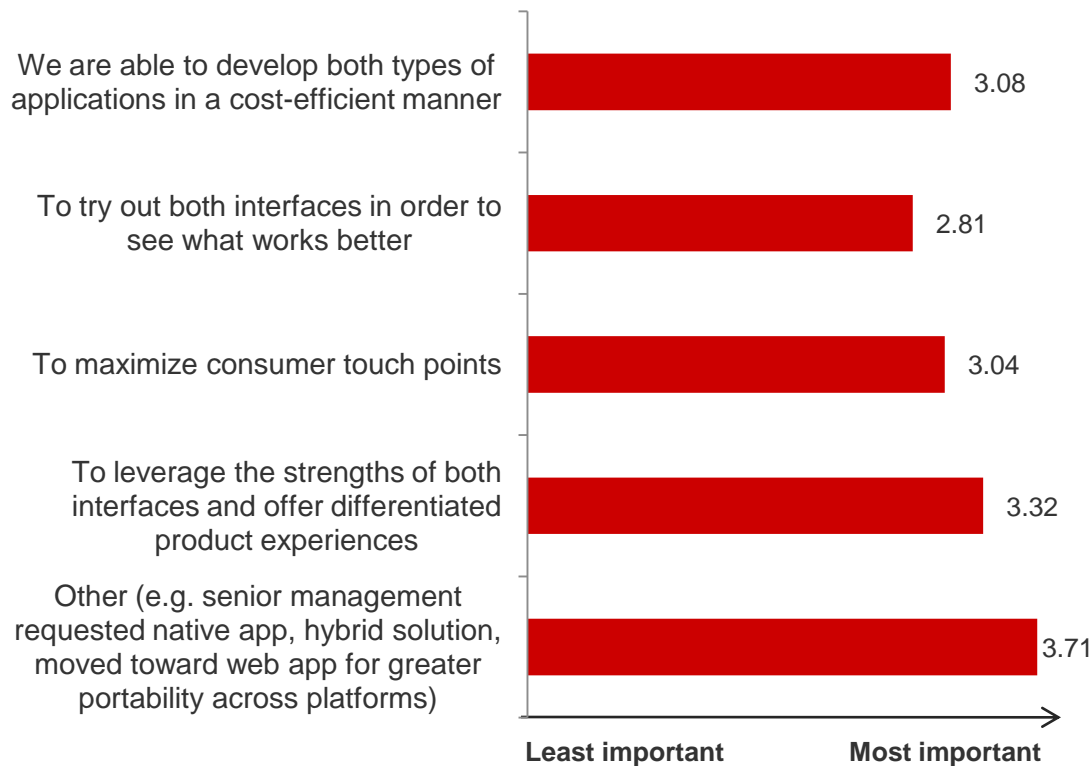 We are able to develop both types of
applications in a cost-efficient manner
3.08
To try out both interfaces in order to
see what works better
2.81
To maximize consumer touch points
3.04
To leverage the strengths of both
interfaces and offer differentiated
product experiences
3.32
Other (e.g. senior management
requested native app, hybrid solution,
moved toward web app for greater
portability across platforms)
3.71
Least important
Most important